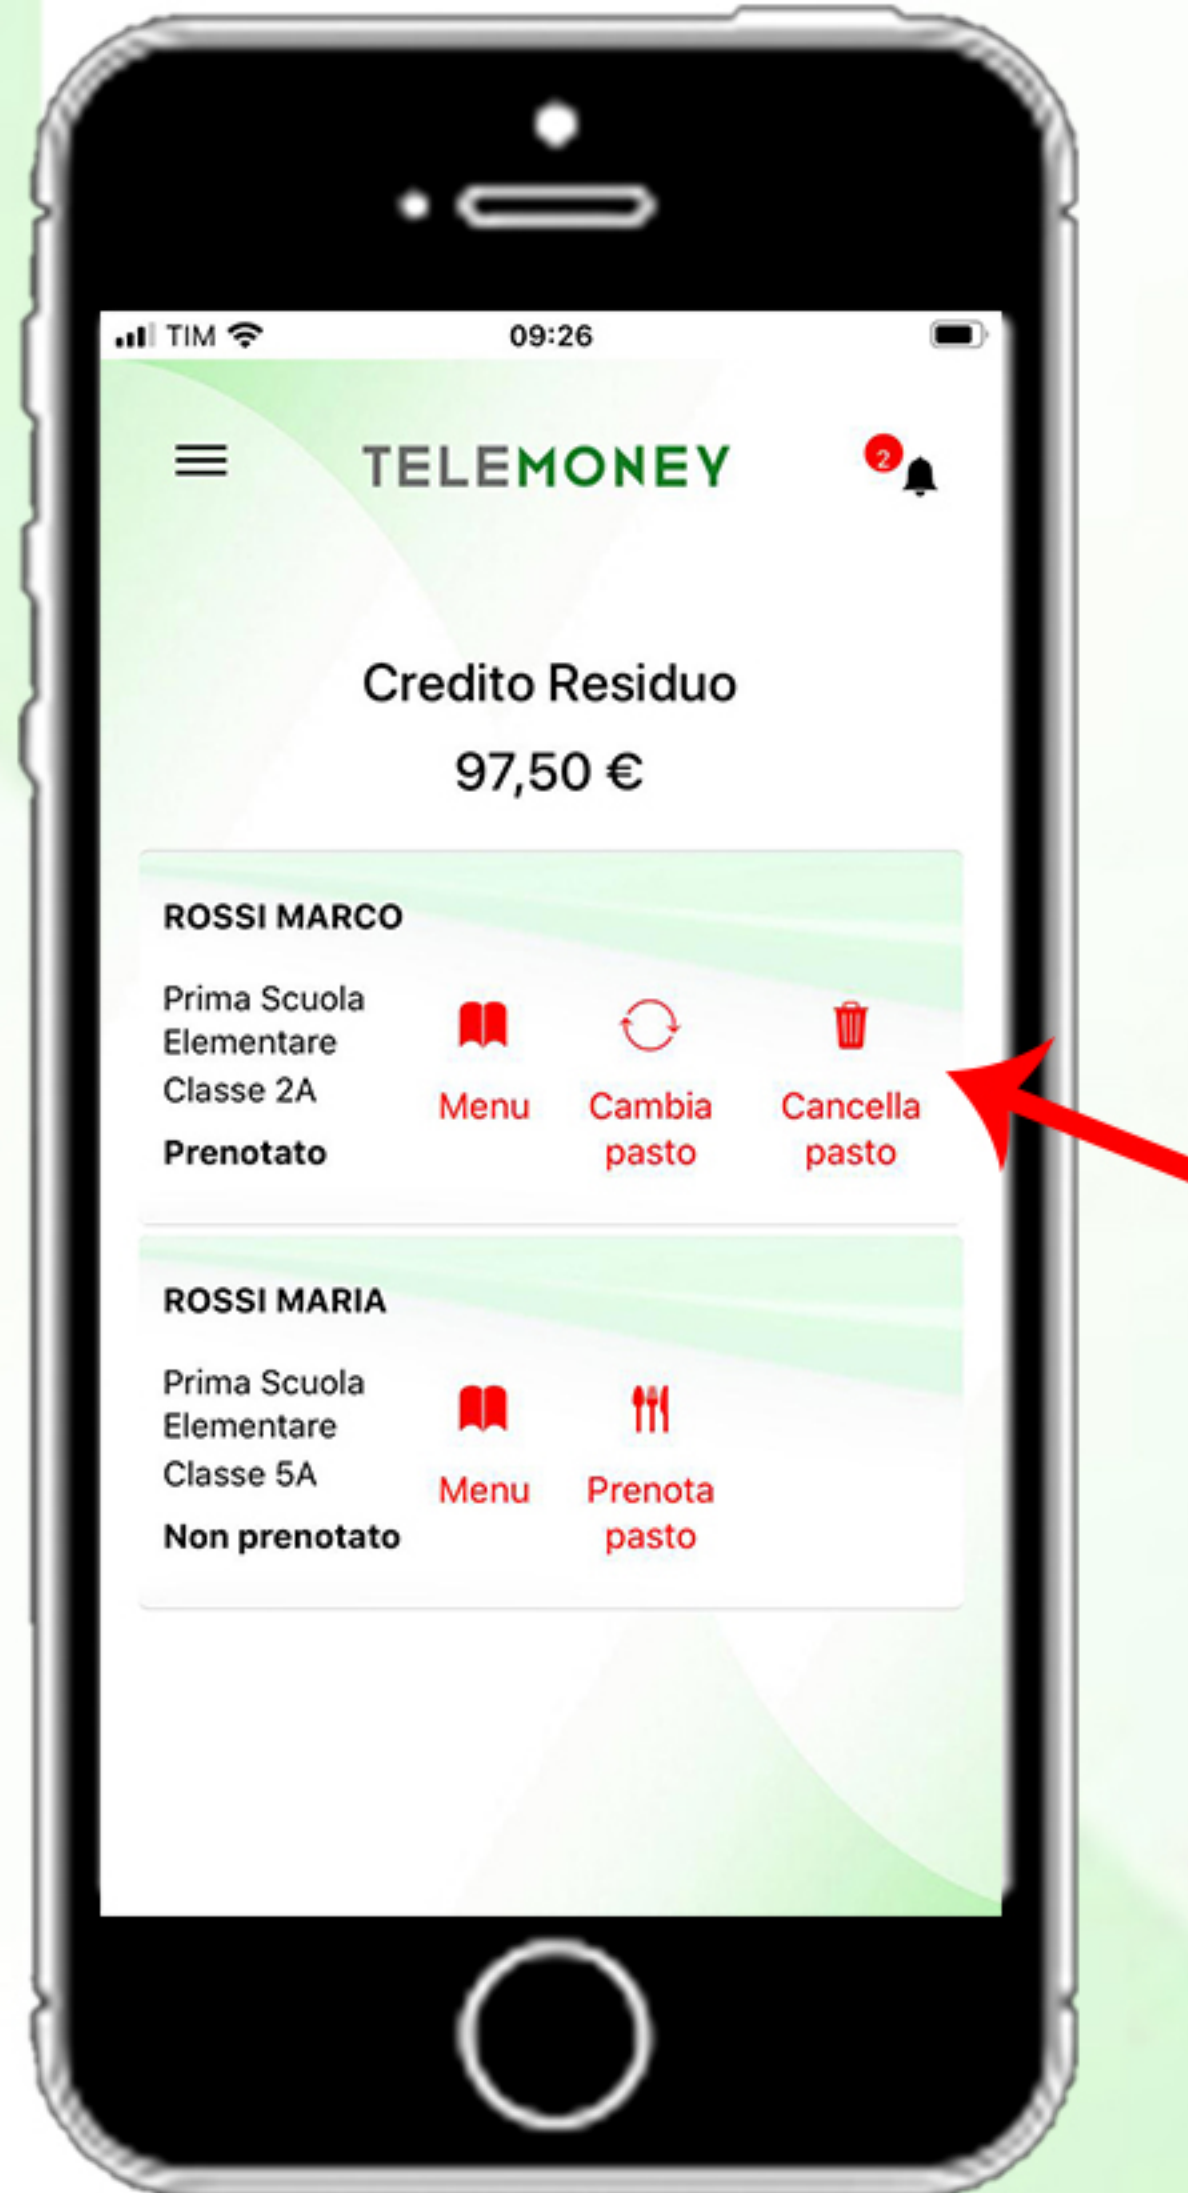 TIM 09:26
TELEMONEY 2
Credito Residuo
97,50 €
ROSSI MARCO
Prima Scuola
Elementare
Classe 2A
Prenotato
Menu
Cambia
pasto
Cancella
pasto
ROSSI MARIA
Prima Scuola
Elementare
Classe 5A
Non prenotato
Menu
Prenota
pasto